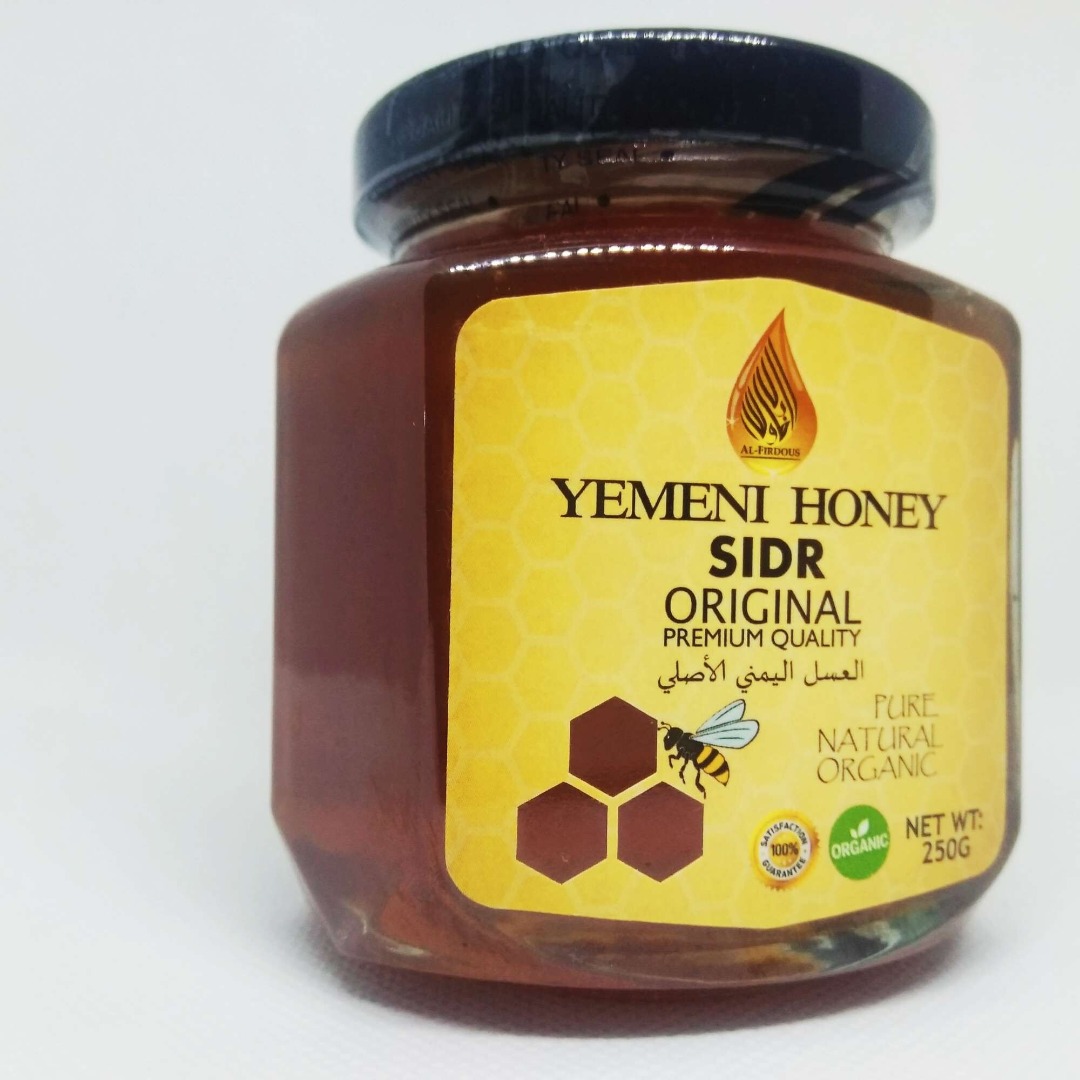 AL-FIRDOUS
YEMENI HONEY
SIDR
ORIGINAL
PREMIUM QUALITY
العسل اليمني الأصلي
PURE
NATURAL
ORGANIC
SATISFACTION
100%
GUARANTEE
ORGANIC
NET WT:
250G